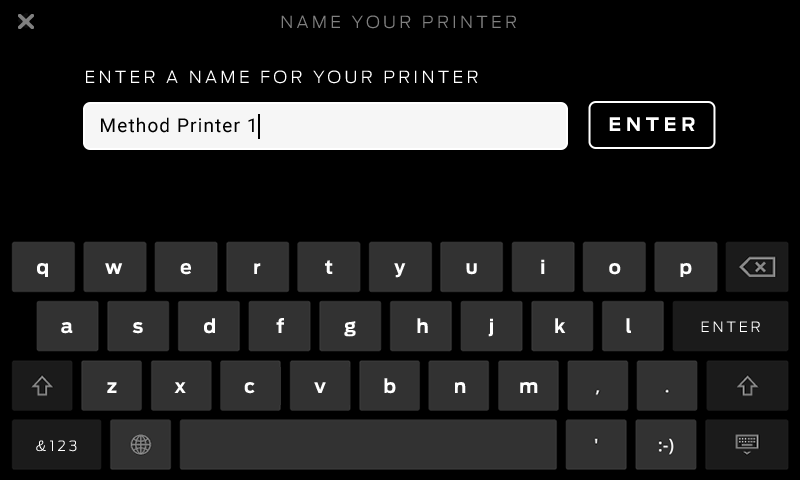 NAME YOUR PRINTER
ENTER A NAME FOR YOUR PRINTER
Method Printer 1
ENTER
q w e r t y u i o p
a s d f g h j k l ENTER
z x c v b n m , .
&123 ' :-)